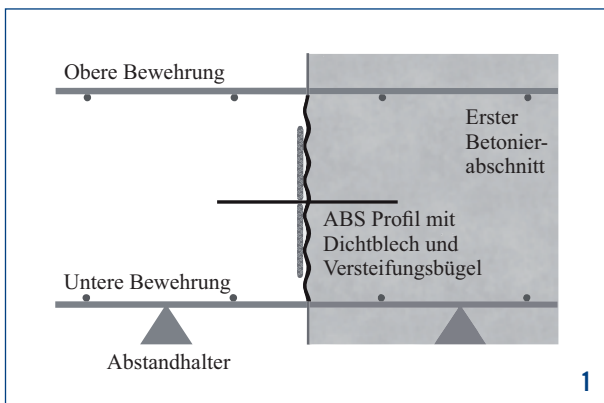 Obere Bewehrung
Erster
Betonier-
abschnitt
ABS Profil mit
Dichtblech und
Versteifungsbügel
Untere Bewehrung
Abstandhalter
1